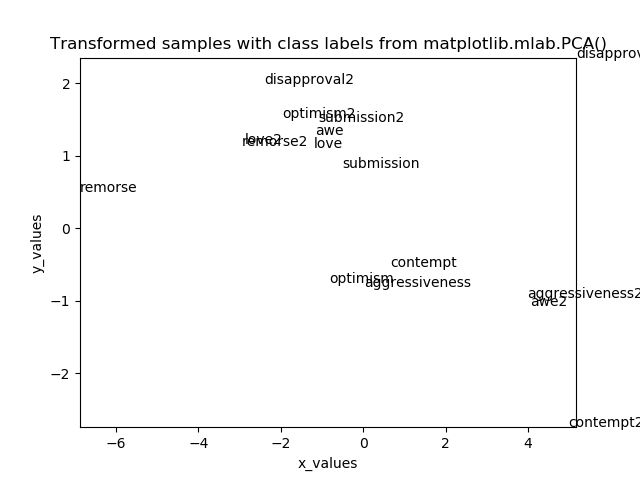 Transformed samples with class labels from matplotlib.mlab.PCA()
disapprov
2
disapproval2
optimism2
submission2
awe
love2
remorse2
love
1
submission
remorse
0
y_values
contempt
optimism
aggressiveness
−1
aggressiveness2
awe2
−2
contempt2
−6
−4
−2
0
2
4
x_values